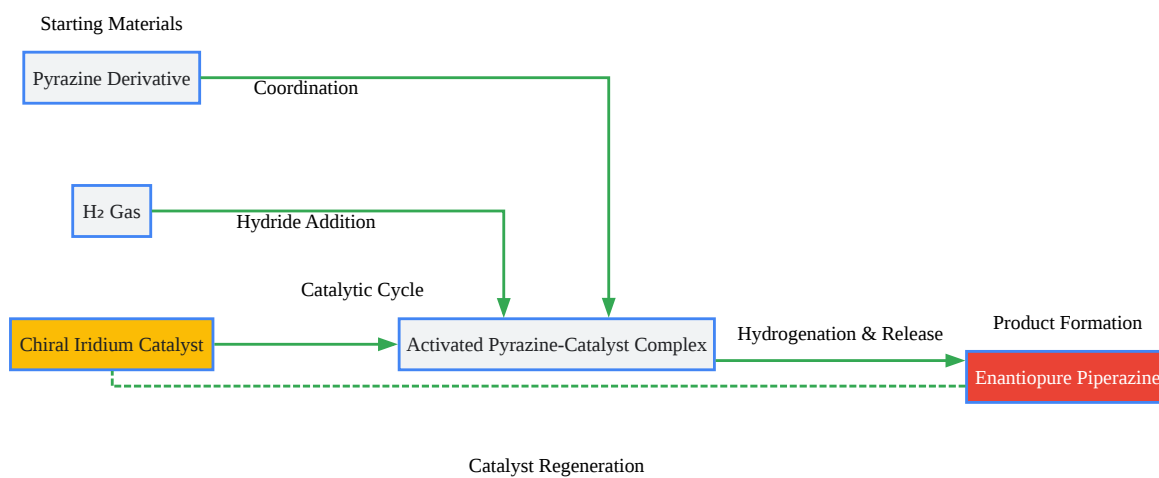 Starting Materials
Pyrazine Derivative
Coordination
H₂ Gas
Hydride Addition
Catalytic Cycle
Chiral Iridium Catalyst
Activated Pyrazine-Catalyst Complex
Hydrogenation & Release
Product Formation
Enantiopure Piperazine
Catalyst Regeneration